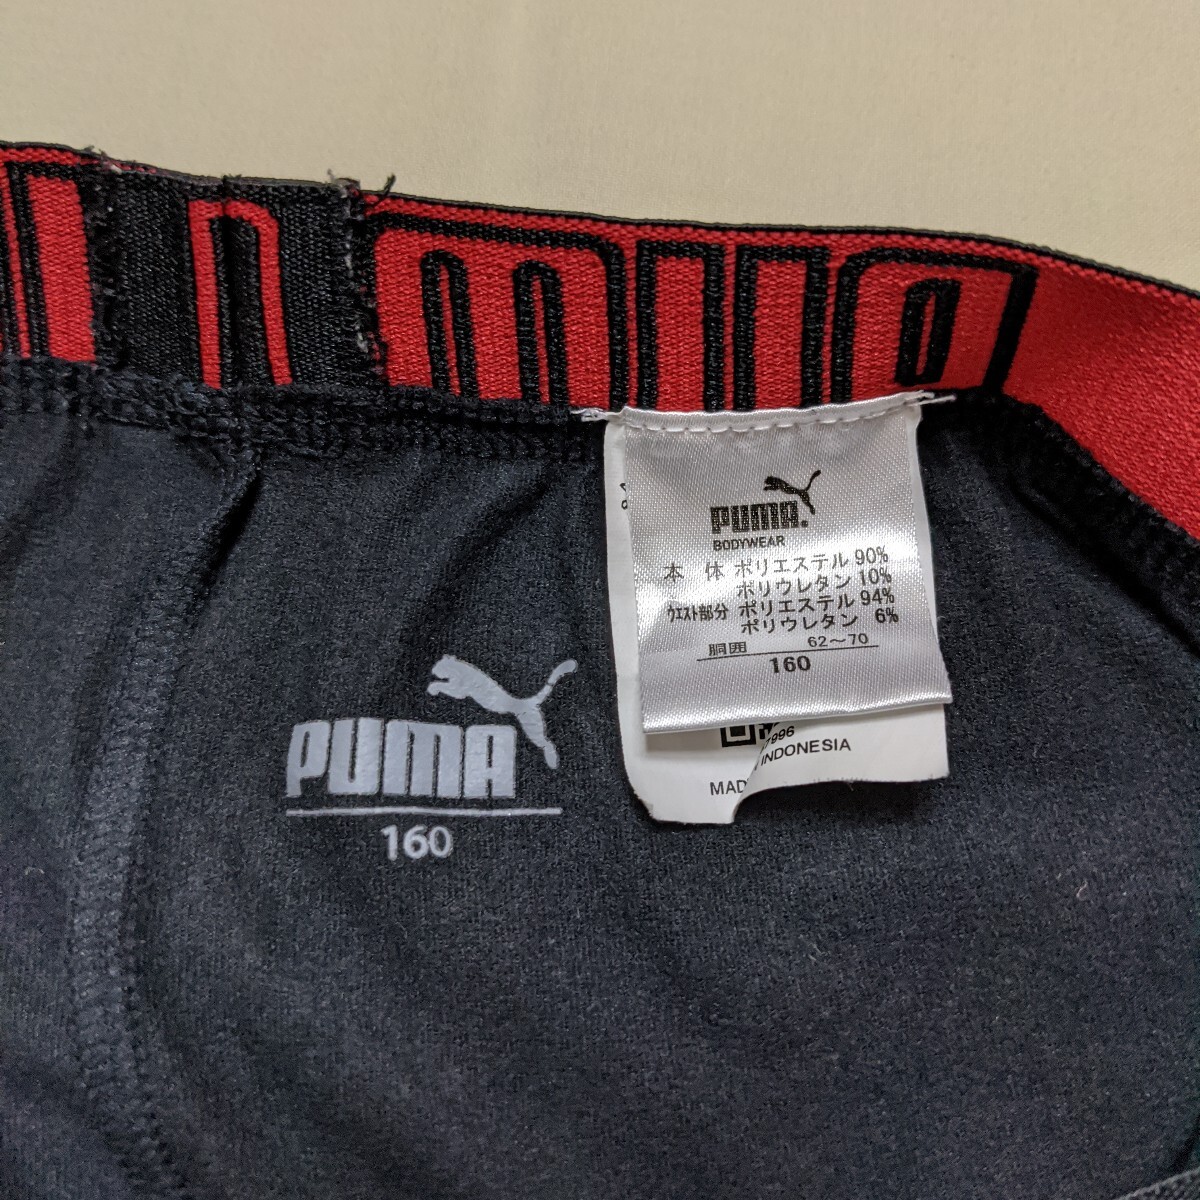 PUMA
BODYWEAR
本 体 ポリエステル 90%
ポリウレタン 10%
ウエスト部分 ポリエステル 94%
ポリウレタン 6%
胴囲 62～70
160
7996
INDONESIA
PUMA
160